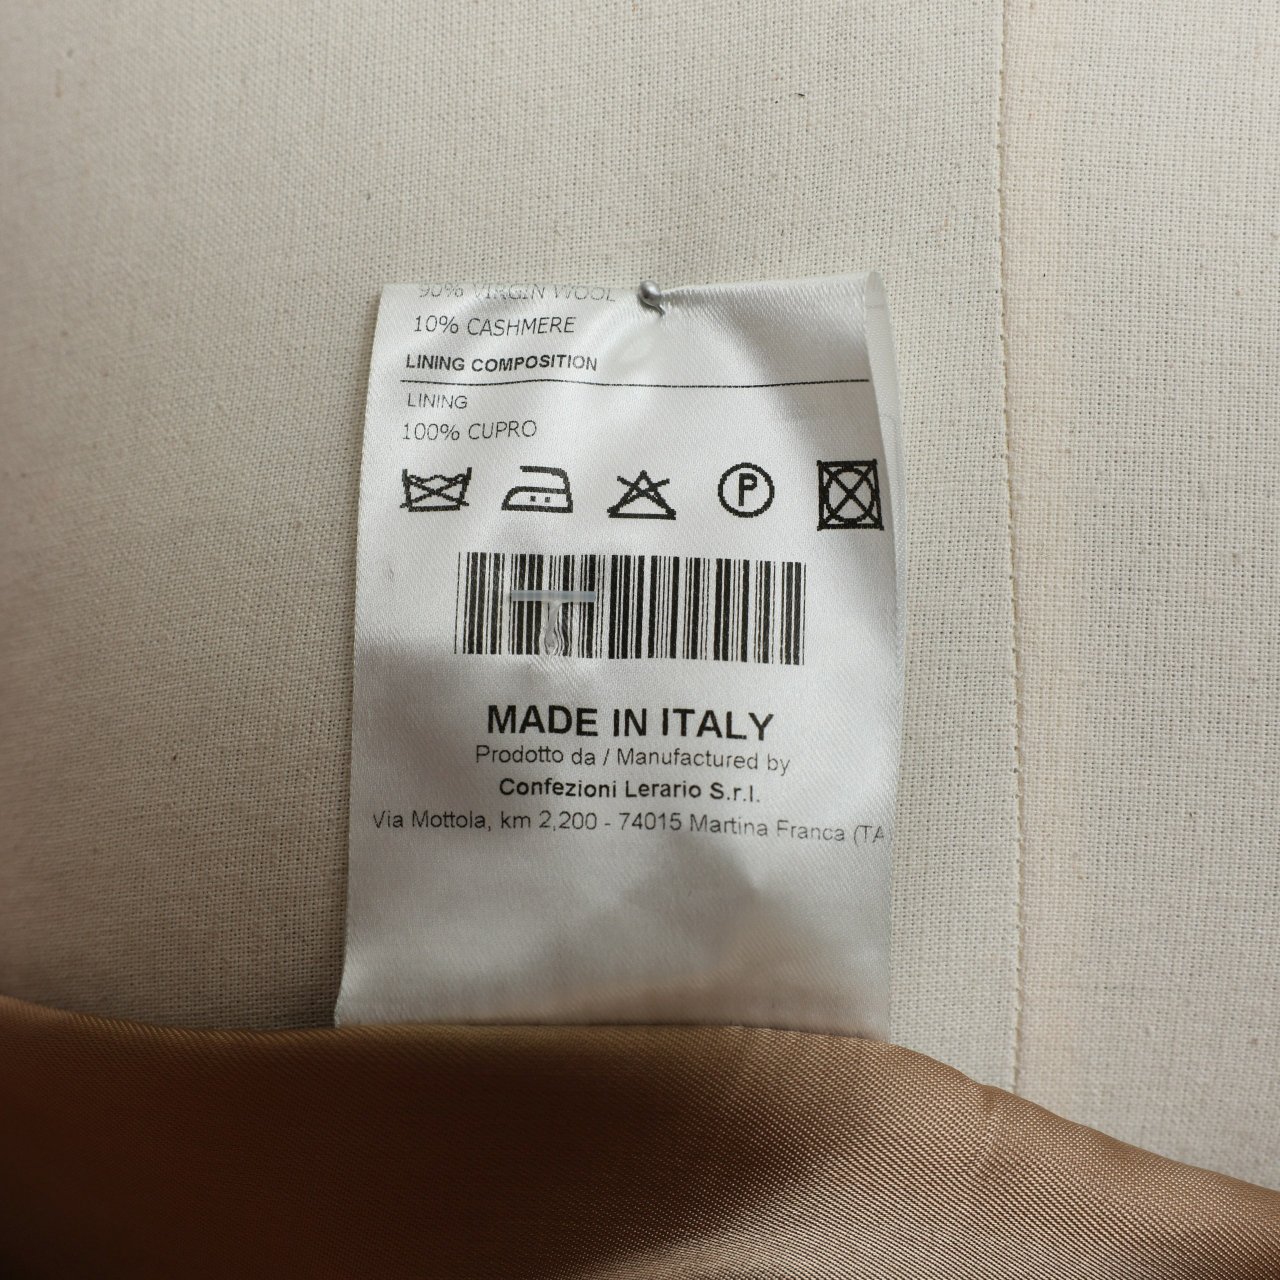 90% VIRGIN WOOL
10% CASHMERE
LINING COMPOSITION
LINING
100% CUPRO
P
MADE IN ITALY
Prodotto da / Manufactured by
Confezioni Lerario S.r.l.
Via Mottola, km 2,200 - 74015 Martina Franca (TA